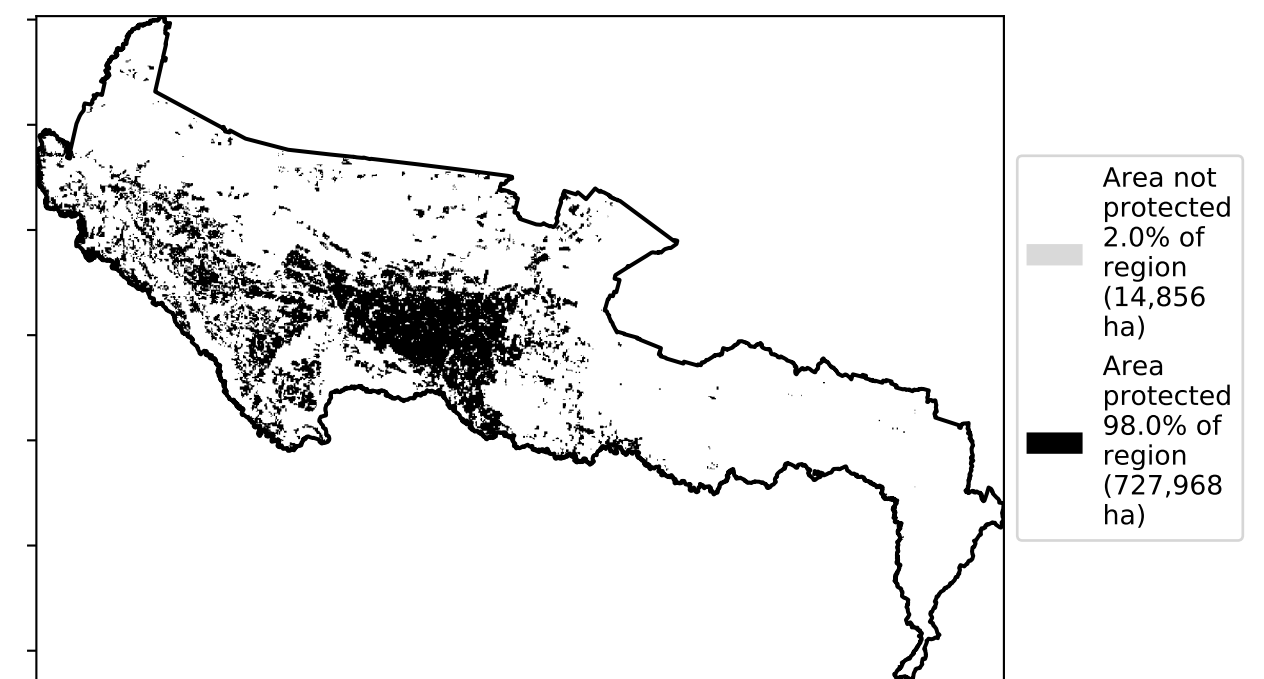 Area not
protected
2.0% of
region
(14,856
ha)
Area
protected
98.0% of
region
(727,968
ha)